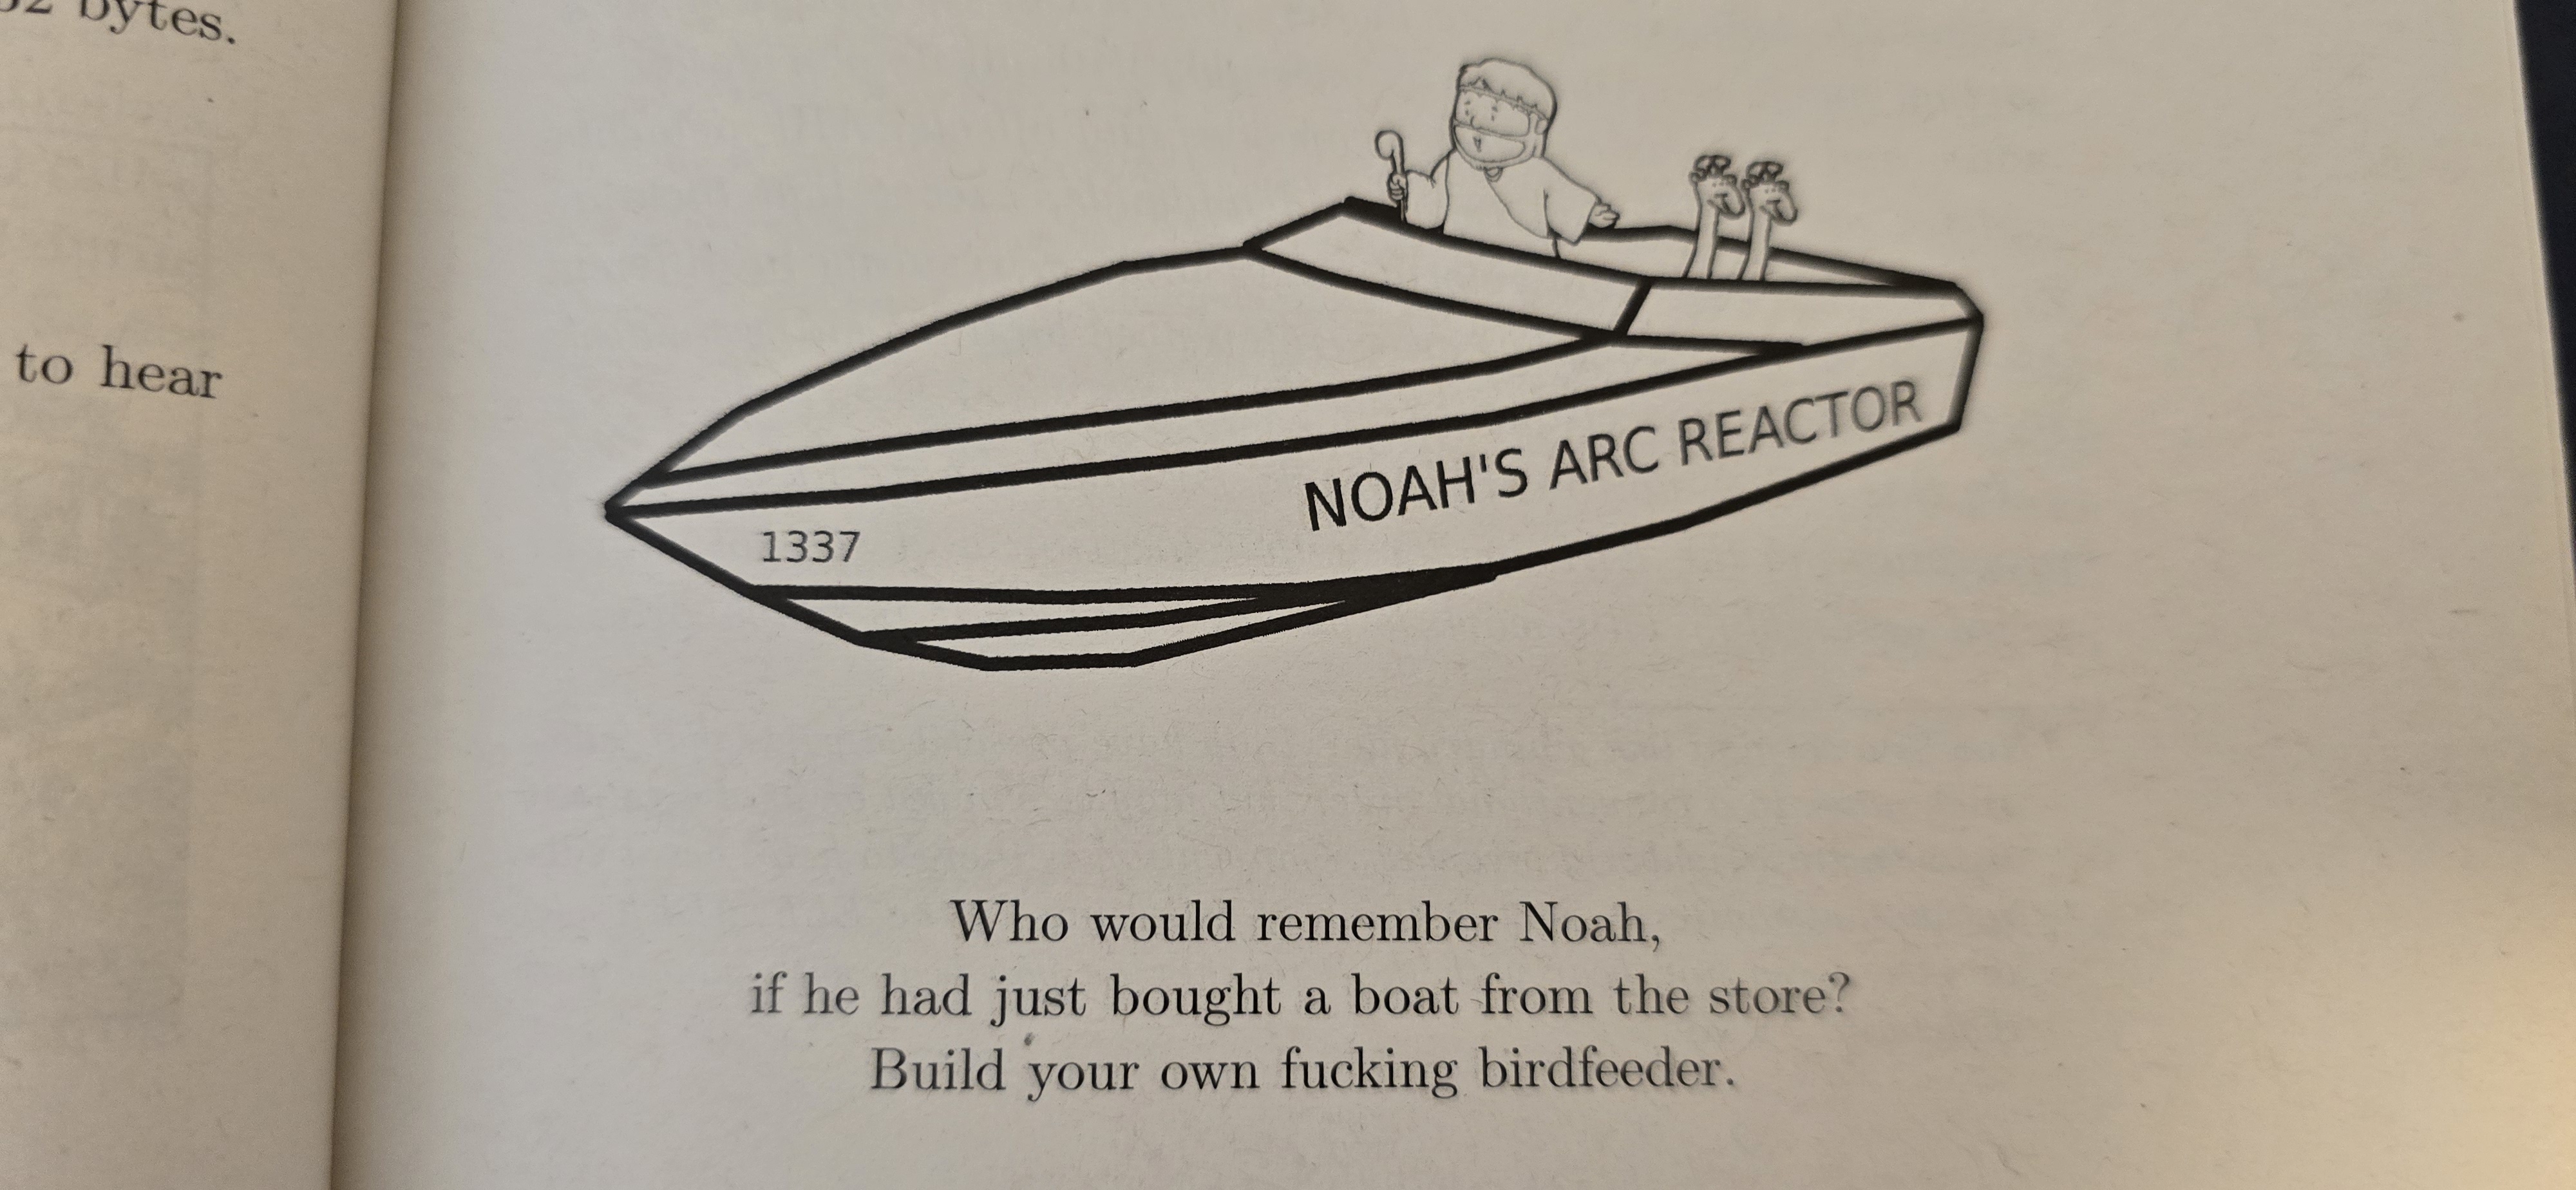 NOAH'S ARC REACTOR
1337
Who would remember Noah,
if he had just bought a boat from the store?
Build your own fucking birdfeeder.
bytes.
to hear